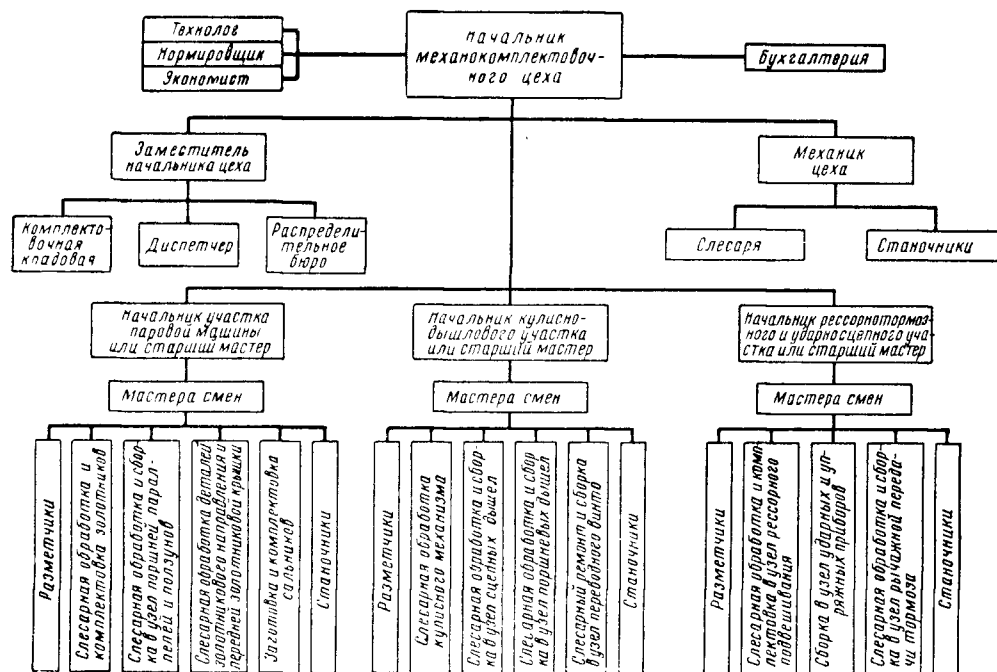 Технолог
Нормировщик
Экономист
Начальник
механокомплектовоч-
ного цеха
Бухгалтерия
Заместитель
начальника цеха
Механик
цеха
Комплекто-
вочная
кладовая
Диспетчер
Распредели-
тельное
бюро
Слесаря
Станочники
Начальник участка
паровой машины
или старший мастер
Начальник кулисно-
дышлового участка
или старший мастер
Начальник рессорнотормоз-
ного и ударносцепного уча-
стка или старший мастер
Мастера смен
Мастера смен
Мастера смен
Разметчики
Слесарная обработка и
комплектовка золотников
Слесарная обработка и сбор-
ка в узел поршней, парал-
лелей и ползунов
Слесарная обработка деталей
золотникового направления и
передней золотниковой крышки
Заготовка и комплектовка
сальников
Станочники
Разметчики
Слесарная обработка
кулисного механизма
Слесарная обработка и сбор-
ка в узел сцепных дышел
Слесарная обработка и сбор
ка в узел поршневых дышел
Слесарный ремонт и сборка
в узел переводного винта
Станочники
Разметчики
Слесарная обработка и комп-
лектовка в узел рессорного
подвешивания
Сборка в узел ударных и уп-
ряжных приборов
Слесарная обработка и сбор-
ка в узел рычажной переда-
чи тормоза
Станочники